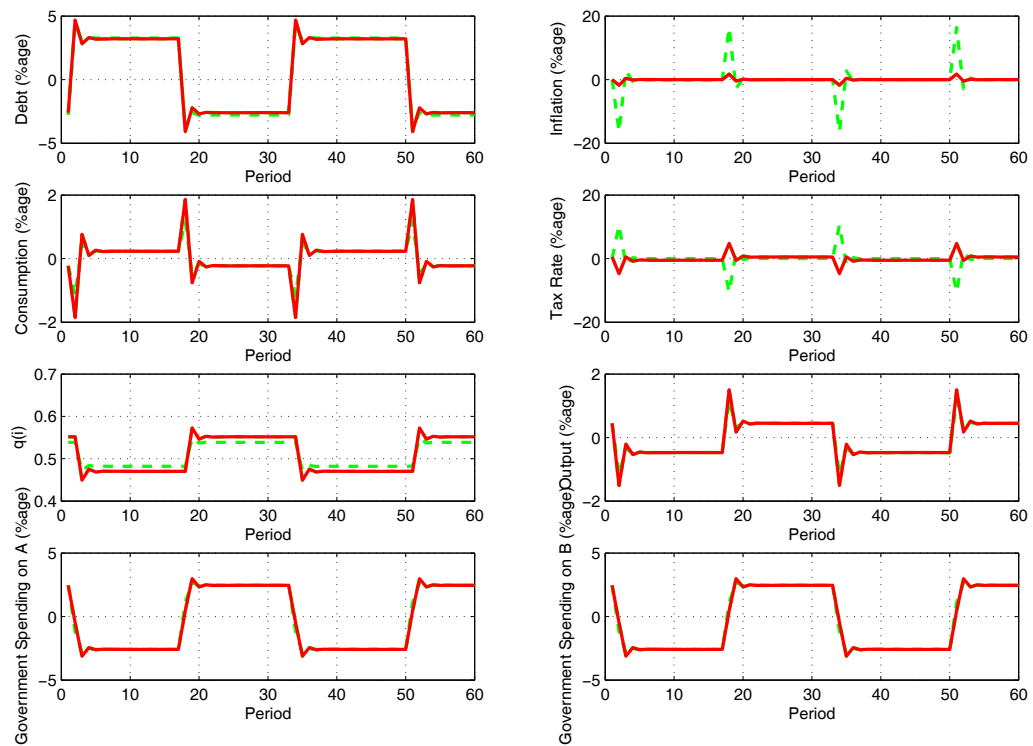 5
0
−5
0 10 20 30 40 50 60
Period
Debt (%age)
20
0
−20
0 10 20 30 40 50 60
Period
Inflation (%age)
2
0
−2
0 10 20 30 40 50 60
Period
Consumption (%age)
20
0
−20
0 10 20 30 40 50 60
Period
Tax Rate (%age)
0.7
0.6
0.5
0.4
0 10 20 30 40 50 60
Period
q(i)
2
0
−2
0 10 20 30 40 50 60
Period
Output (%age)
5
0
−5
0 10 20 30 40 50 60
Period
Government Spending on A (%age)
5
0
−5
0 10 20 30 40 50 60
Period
Government Spending on B (%age)